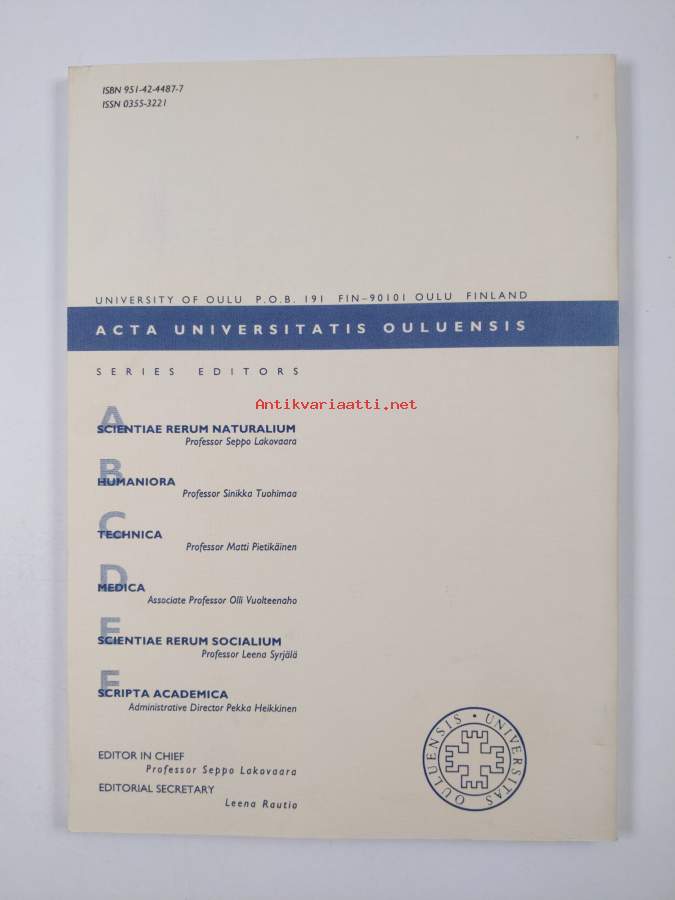 ISBN 951-42-4487-7
ISSN 0355-3221
UNIVERSITY OF OULU P.O.B. 191 FIN-90101 OULU FINLAND
ACTA UNIVERSITATIS OULUENSIS
SERIES EDITORS
Antikvariaatti.net
A
SCIENTIAE RERUM NATURALIUM
Professor Seppo Lakovaara
B
HUMANIORA
Professor Sinikka Tuohimaa
C
TECHNICA
Professor Matti Pietikäinen
D
MEDICA
Associate Professor Olli Vuolteenaho
E
SCIENTIAE RERUM SOCIALIUM
Professor Leena Syrjälä
F
SCRIPTA ACADEMICA
Administrative Director Pekka Heikkinen
EDITOR IN CHIEF
Professor Seppo Lakovaara
EDITORIAL SECRETARY
Leena Rautio
UNIVERSITAS OULUENSIS